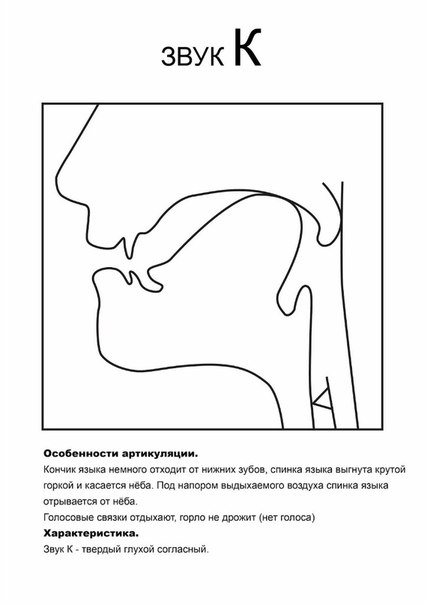 ЗВУК К
Особенности артикуляции.
Кончик языка немного отходит от нижних зубов, спинка языка выгнута крутой
горкой и касается нёба. Под напором выдыхаемого воздуха спинка языка
отрывается от нёба.
Голосовые связки отдыхают, горло не дрожит (нет голоса)
Характеристика.
Звук К - твердый глухой согласный.